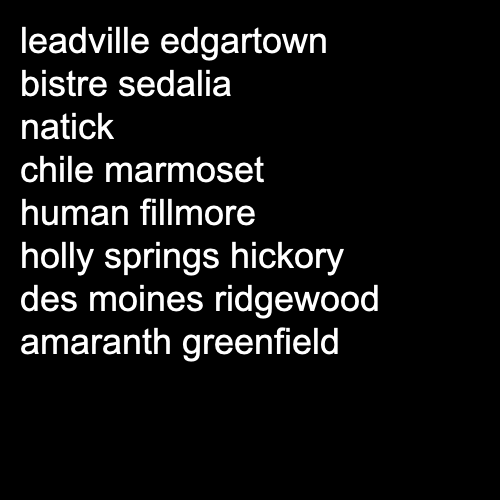 leadville edgartown
bistre sedalia
natick
chile marmoset
human fillmore
holly springs hickory
des moines ridgewood
amaranth greenfield